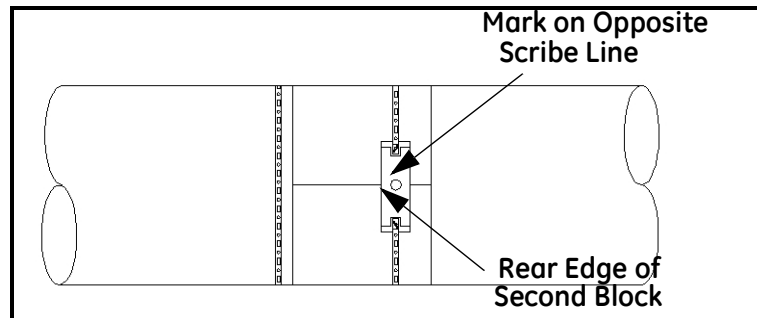 Mark on Opposite
Scribe Line
Rear Edge of
Second Block